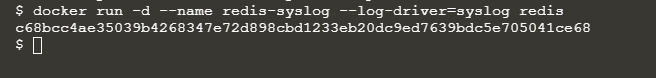 $ docker run -d --name redis-syslog --log-driver=syslog redis
c68bcc4ae35039b4268347e72d898cbd1233eb20dc9ed7639bdc5e705041ce68
$